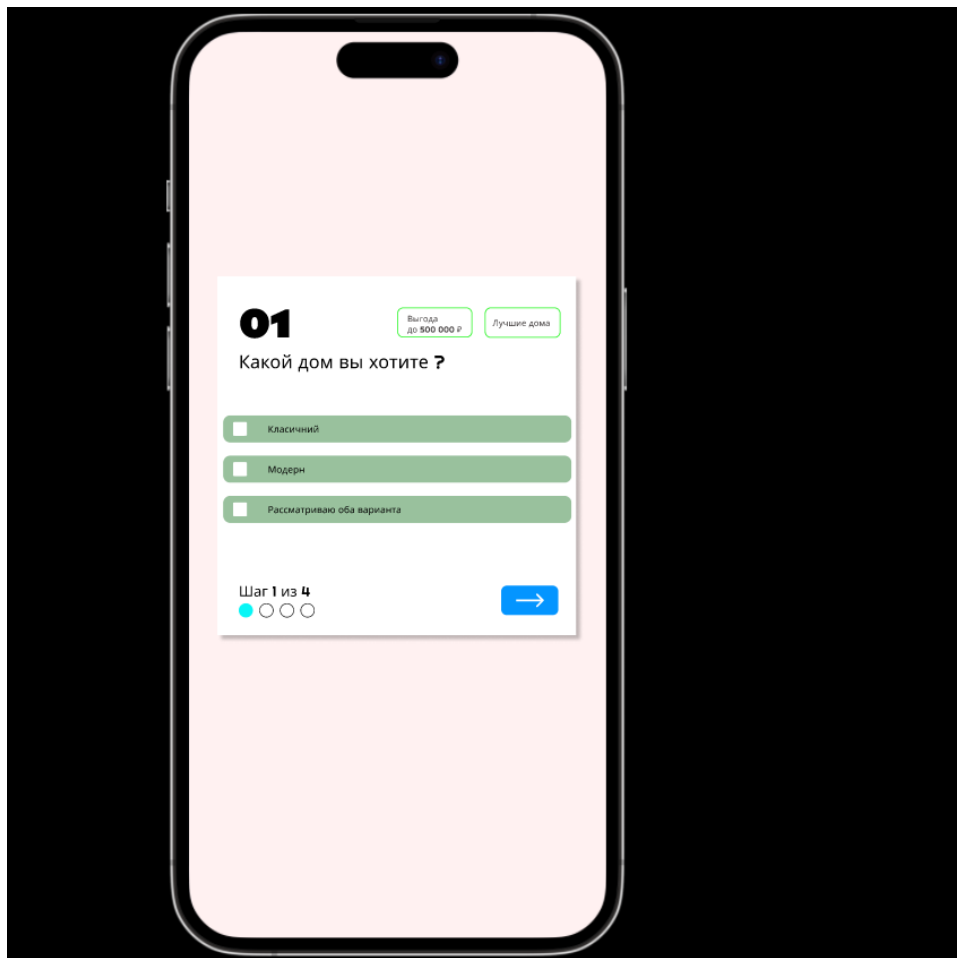 01
Выгода
до 500 000 ₽
Лучшие дома
Какой дом вы хотите ?
Класичний
Модерн
Рассматриваю оба варианта
Шаг 1 из 4